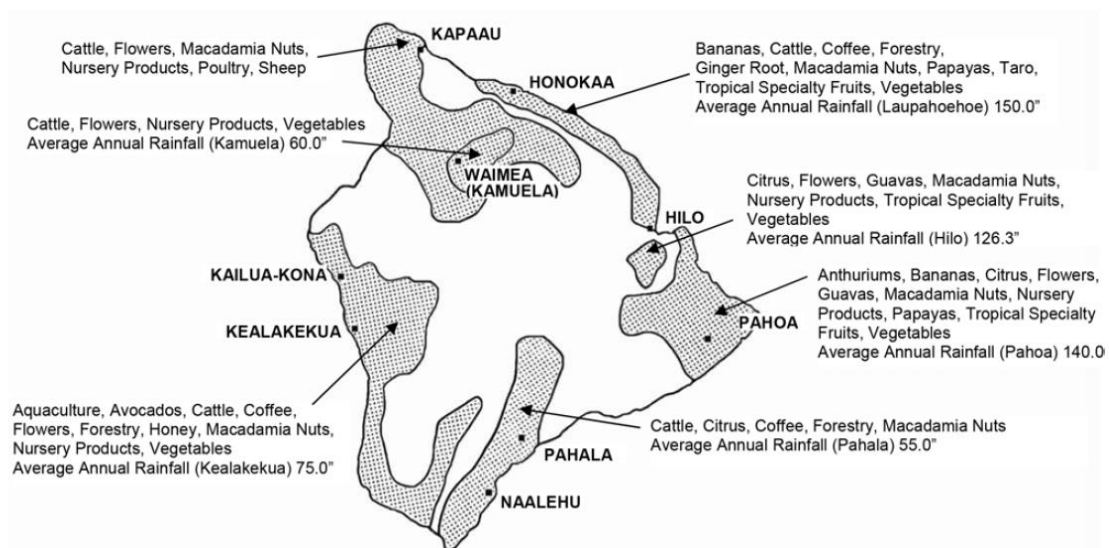 Cattle, Flowers, Macadamia Nuts,
Nursery Products, Poultry, Sheep
KAPAAU
Bananas, Cattle, Coffee, Forestry,
Ginger Root, Macadamia Nuts, Papayas, Taro,
Tropical Specialty Fruits, Vegetables
Average Annual Rainfall (Laupahoehoe) 150.0"
HONOKAA
Cattle, Flowers, Nursery Products, Vegetables
Average Annual Rainfall (Kamuela) 60.0"
WAIMEA
(KAMUELA)
Citrus, Flowers, Guavas, Macadamia Nuts,
Nursery Products, Tropical Specialty Fruits,
Vegetables
Average Annual Rainfall (Hilo) 126.3"
HILO
KAILUA-KONA
Anthuriums, Bananas, Citrus, Flowers,
Guavas, Macadamia Nuts, Nursery
Products, Papayas, Tropical Specialty
Fruits, Vegetables
Average Annual Rainfall (Pahoa) 140.0
PAHOA
KEALAKEKUA
Aquaculture, Avocados, Cattle, Coffee,
Flowers, Forestry, Honey, Macadamia Nuts,
Nursery Products, Vegetables
Average Annual Rainfall (Kealakekua) 75.0"
Cattle, Citrus, Coffee, Forestry, Macadamia Nuts
Average Annual Rainfall (Pahala) 55.0"
PAHALA
NAALEHU